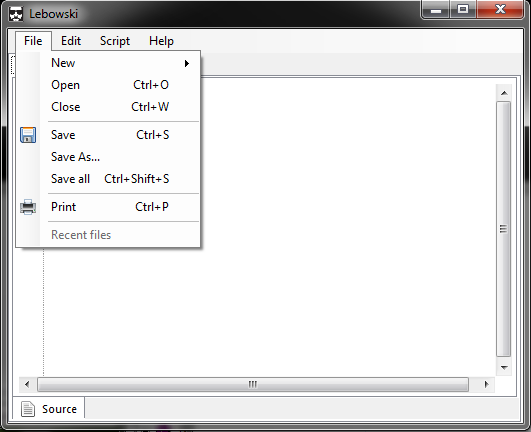 Lebowski
File Edit Script Help
New
Open Ctrl+O
Close Ctrl+W
Save Ctrl+S
Save As...
Save all Ctrl+Shift+S
Print Ctrl+P
Recent files
Source